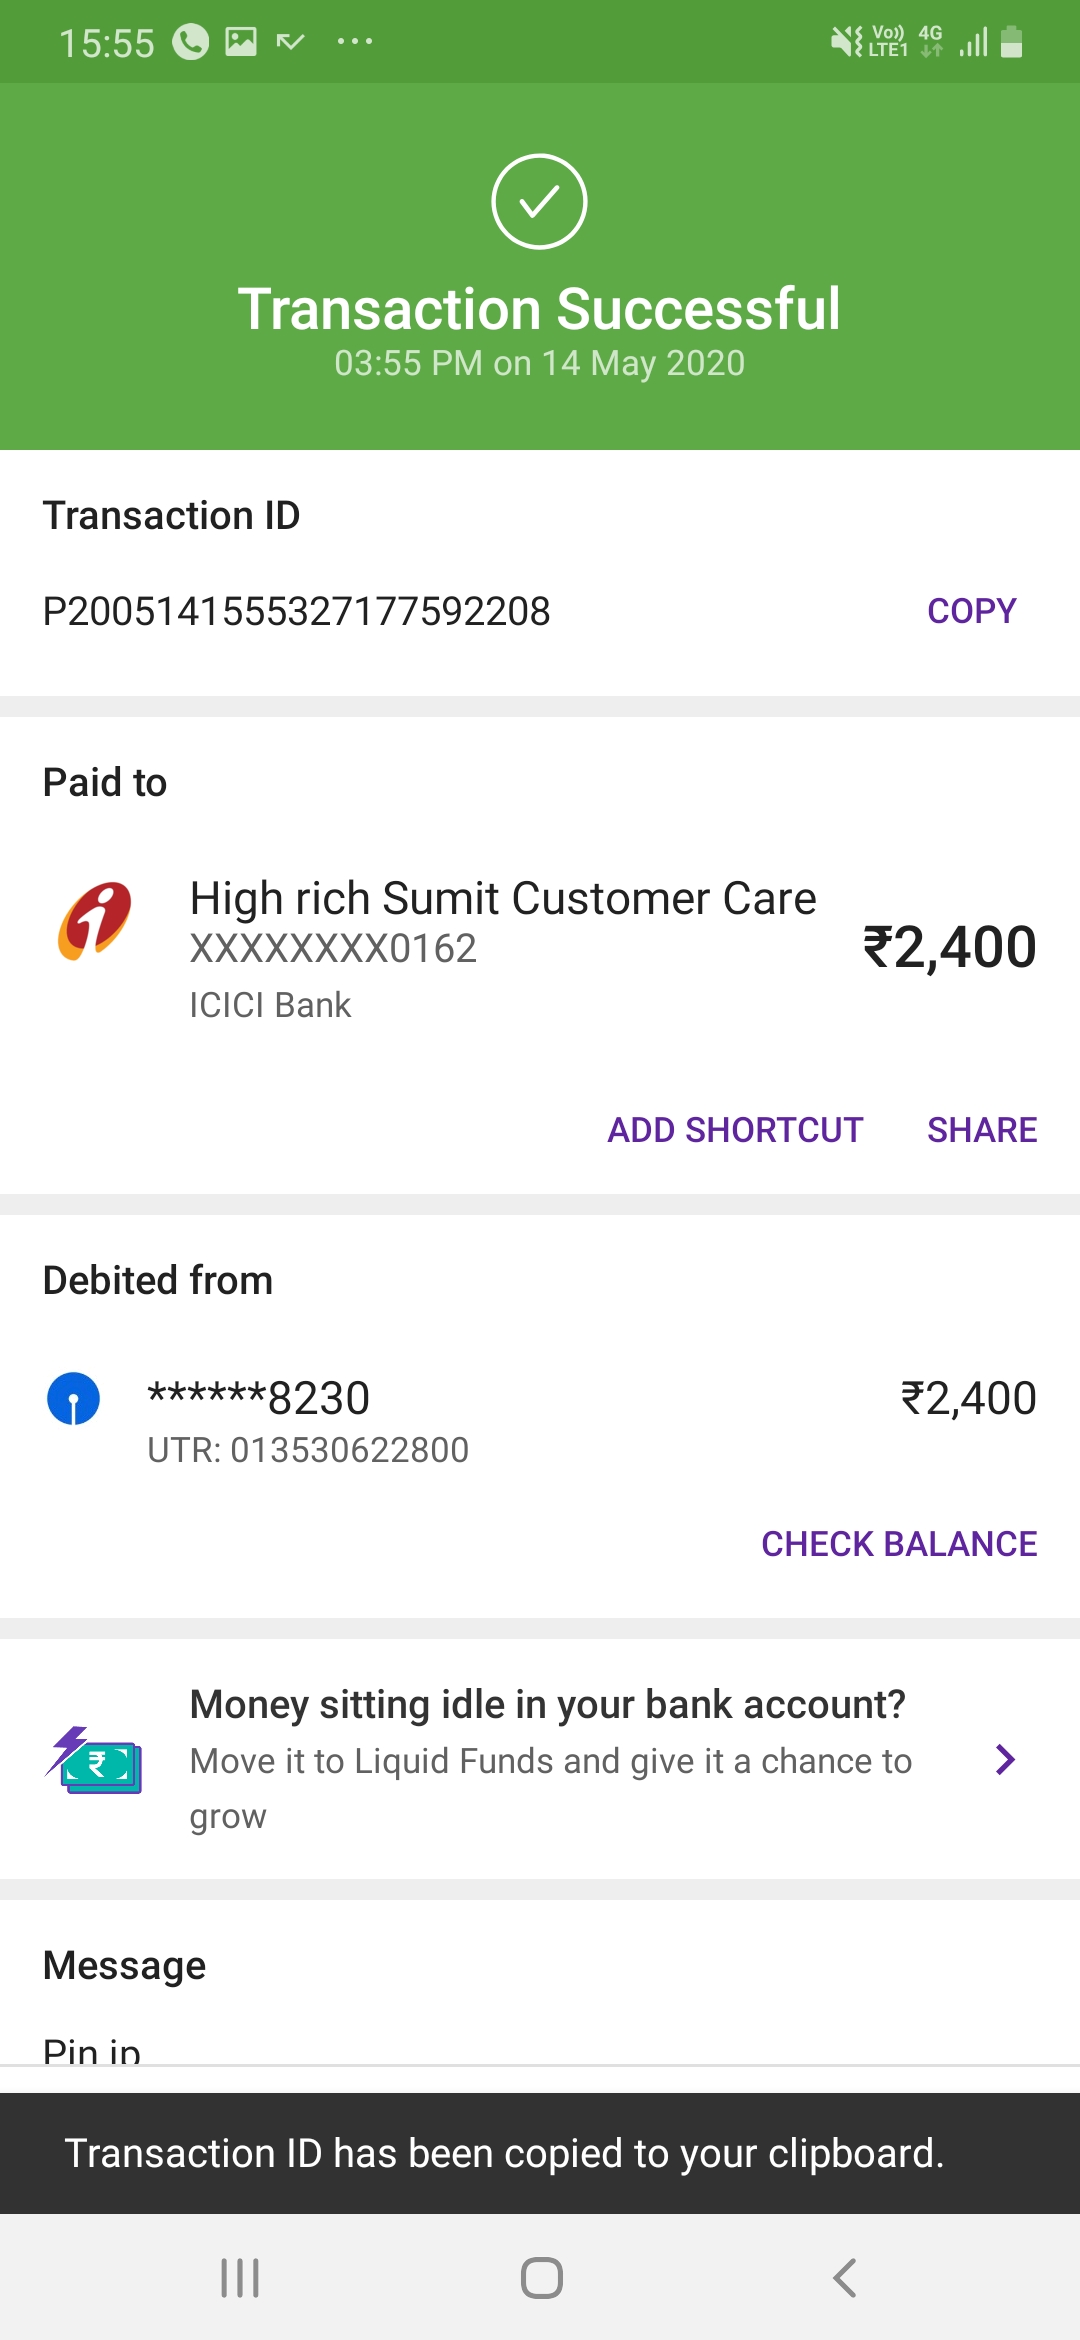 15:55
Vo)) 4G
LTE1
Transaction Successful
03:55 PM on 14 May 2020
Transaction ID
P2005141555327177592208
COPY
Paid to
High rich Sumit Customer Care
XXXXXXXX0162
₹2,400
ICICI Bank
ADD SHORTCUT SHARE
Debited from
******8230 ₹2,400
UTR: 013530622800
CHECK BALANCE
Money sitting idle in your bank account?
Move it to Liquid Funds and give it a chance to
grow
Message
Pin ip
Transaction ID has been copied to your clipboard.